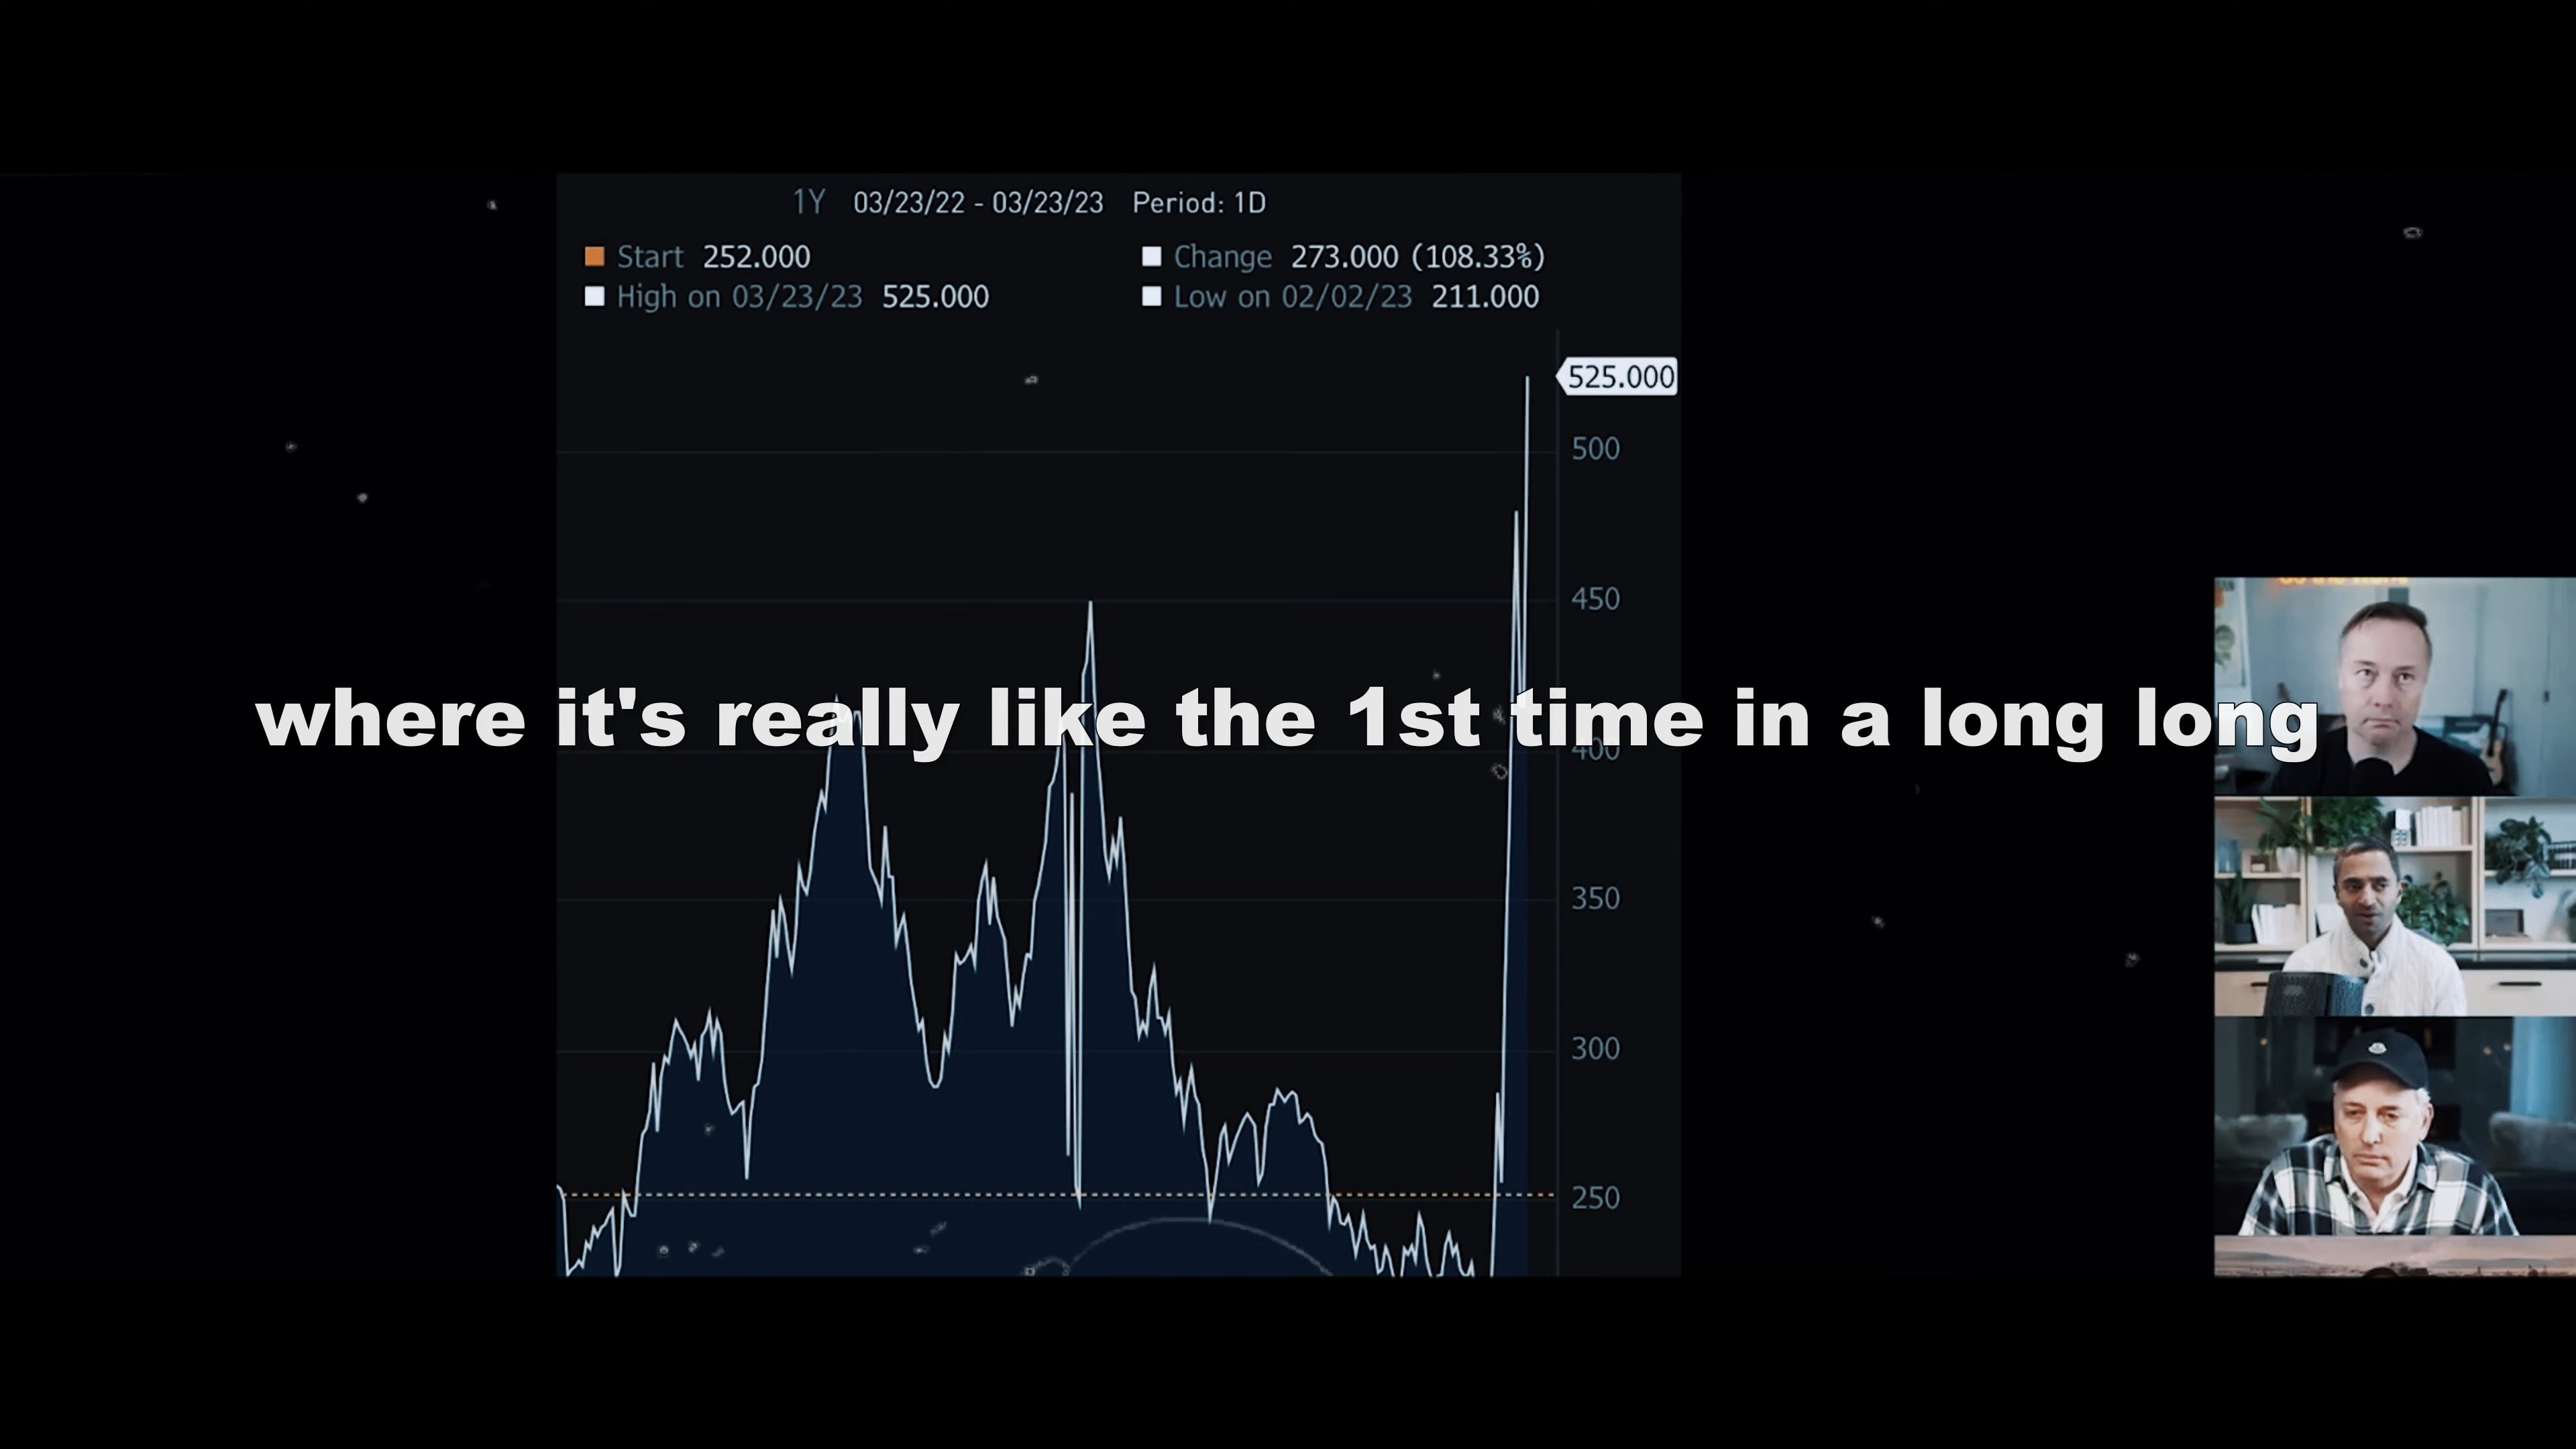 1Y 03/23/22 - 03/23/23 Period: 1D
Start 252.000 Change 273.000 (108.33%)
High on 03/23/23 525.000 Low on 02/02/23 211.000
525.000
500
450
where it's really like the 1st time in a long long
400
350
300
250